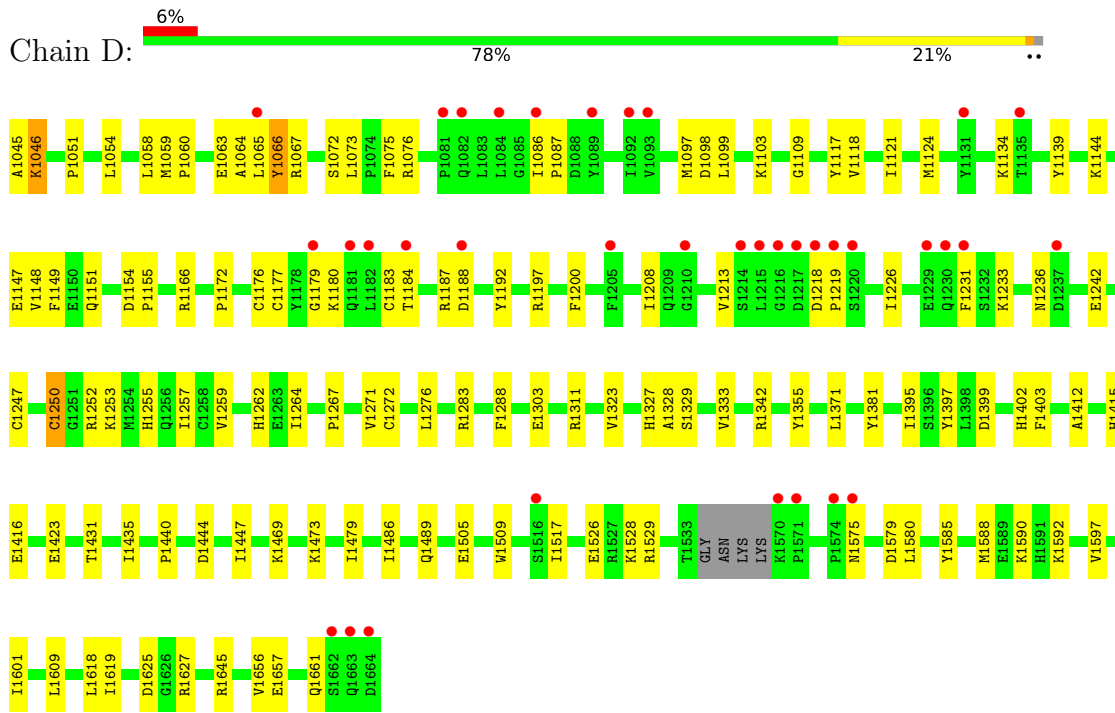 6%
Chain D:
78% 21% ••
A1045 K1046 P1051 L1054 L1058 M1059 P1060 E1063 A1064 L1065 Y1066 R1067 S1072 L1073 P1074 F1075 R1076 P1081 Q1082 L1083 L1084 G1085 I1086 P1087 D1088 Y1089 I1092 V1093 M1097 D1098 L1099 K1103 G1109 Y1117 V1118 I1121 M1124 Y1131 K1134 T1135 Y1139 K1144
E1147 V1148 F1149 E1150 Q1151 D1154 P1155 R1166 P1172 C1176 C1177 Y1178 G1179 K1180 Q1181 L1182 C1183 T1184 R1187 D1188 Y1192 R1197 F1200 F1205 I1208 Q1209 G1210 V1213 S1214 L1215 G1216 D1217 D1218 P1219 S1220 I1226 E1229 Q1230 F1231 S1232 K1233 N1236 D1237 E1242
C1247 C1250 G1251 R1252 K1253 M1254 H1255 Q1256 I1257 C1258 V1259 H1262 E1263 I1264 P1267 V1271 C1272 L1276 R1283 F1288 E1303 R1311 V1323 H1327 A1328 S1329 V1333 R1342 Y1355 L1371 Y1381 I1395 S1396 Y1397 L1398 D1399 H1402 F1403 A1412 H1415
E1416 E1423 T1431 I1435 P1440 D1444 I1447 K1469 K1473 I1479 I1486 Q1489 E1505 W1509 S1516 I1517 E1526 R1527 K1528 R1529 T1533 GLY ASN LYS LYS K1570 P1571 P1574 N1575 D1579 L1580 Y1585 M1588 E1589 K1590 H1591 K1592 V1597
I1601 L1609 L1618 I1619 D1625 G1626 R1627 R1645 V1656 E1657 Q1661 S1662 Q1663 D1664